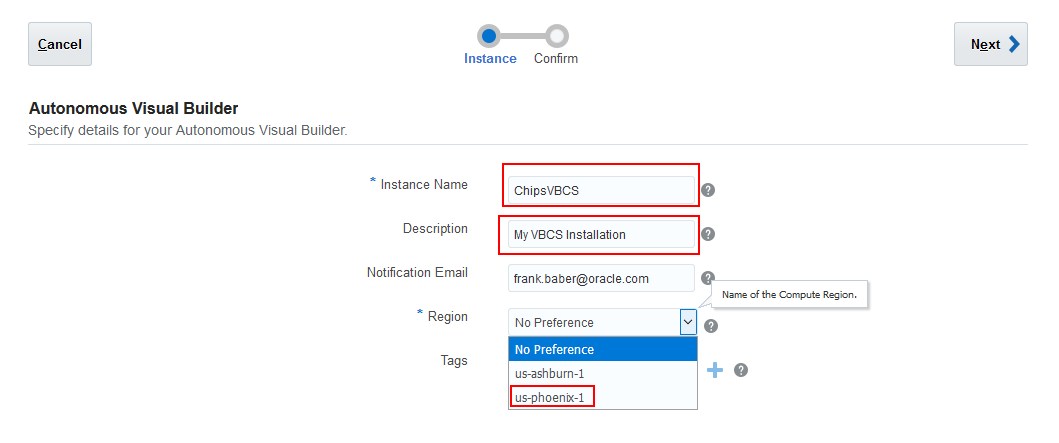 Cancel
Instance
Confirm
Next
Autonomous Visual Builder
Specify details for your Autonomous Visual Builder.
* Instance Name
ChipsVBCS
?
Description
My VBCS Installation
?
Notification Email
frank.baber@oracle.com
?
Name of the Compute Region.
* Region
No Preference
?
No Preference
Tags
us-ashburn-1
?
us-phoenix-1